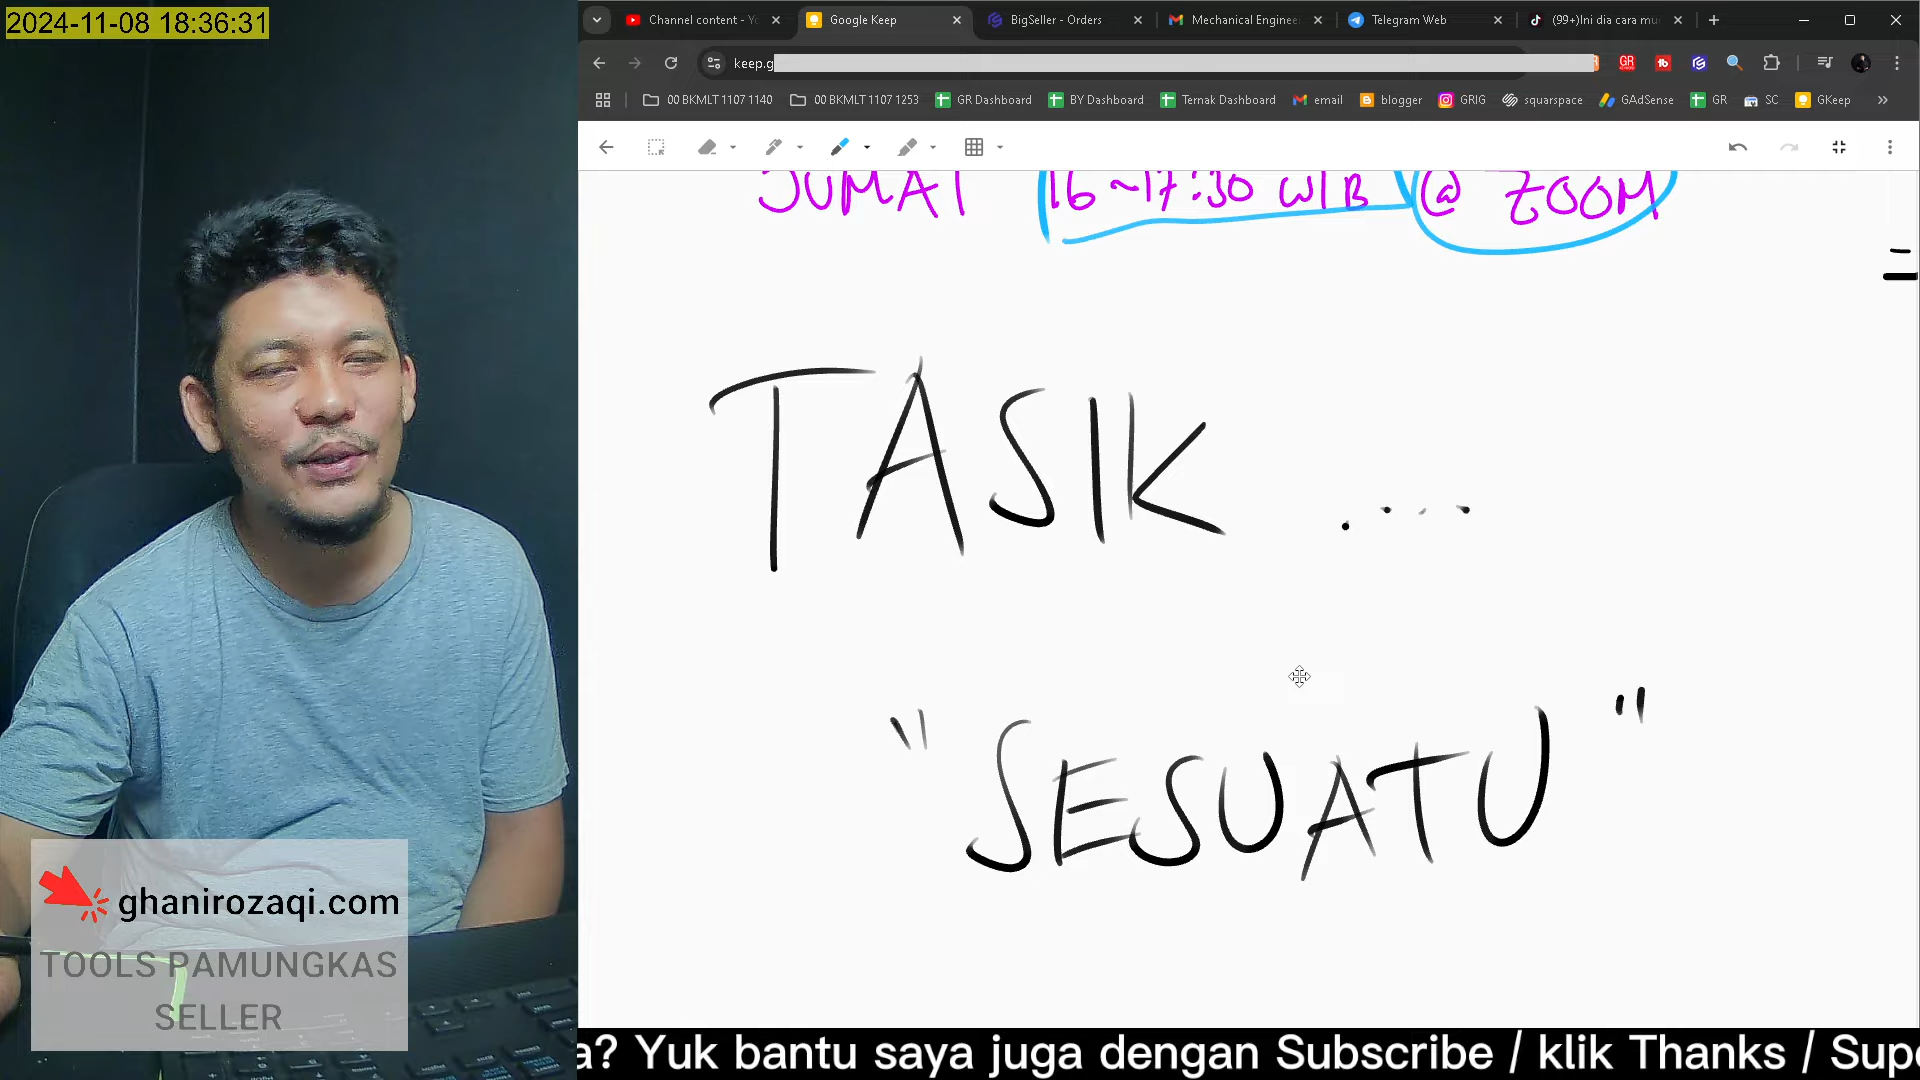 2024-11-08 18:36:31
Channel content - Yo
Google Keep
BigSeller - Orders
Mechanical Enginee
Telegram Web
(99+)Ini dia cara mu
keep.g
00 BKMLT 1107 1140
00 BKMLT 1107 1253
GR Dashboard
BY Dashboard
Ternak Dashboard
email
blogger
GRIG
squarspace
GAdSense
GR
SC
GKeep
JUMAT 16~17:30 WIB @ ZOOM
TASIK ....
"SESUATU"
ghanirozaqi.com
TOOLS PAMUNGKAS
SELLER
a? Yuk bantu saya juga dengan Subscribe / klik Thanks / Supe